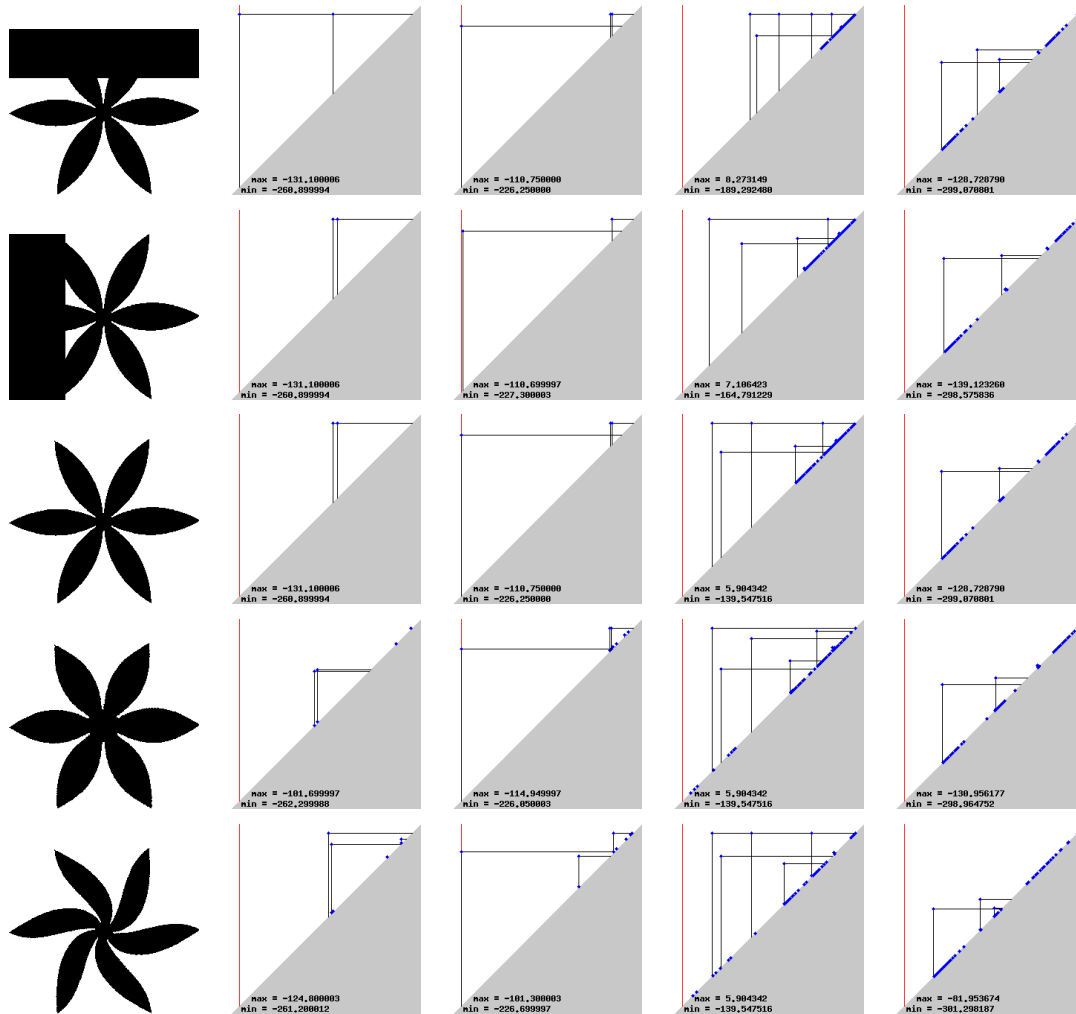 max = -131.100006
min = -260.899994
max = -110.750000
min = -226.250000
max = 8.273149
min = -189.292480
max = -128.728790
min = -299.070801
max = -131.100006
min = -260.899994
max = -110.699997
min = -227.300003
max = 7.106423
min = -164.791229
max = -139.123260
min = -298.575836
max = -131.100006
min = -260.899994
max = -110.750000
min = -226.250000
max = 5.904342
min = -139.547516
max = -128.728790
min = -299.070801
max = -101.699997
min = -262.299988
max = -114.949997
min = -226.050003
max = 5.904342
min = -139.547516
max = -130.956177
min = -298.964752
max = -124.800003
min = -261.200012
max = -101.300003
min = -226.699997
max = 5.904342
min = -139.547516
max = -81.953674
min = -301.298187